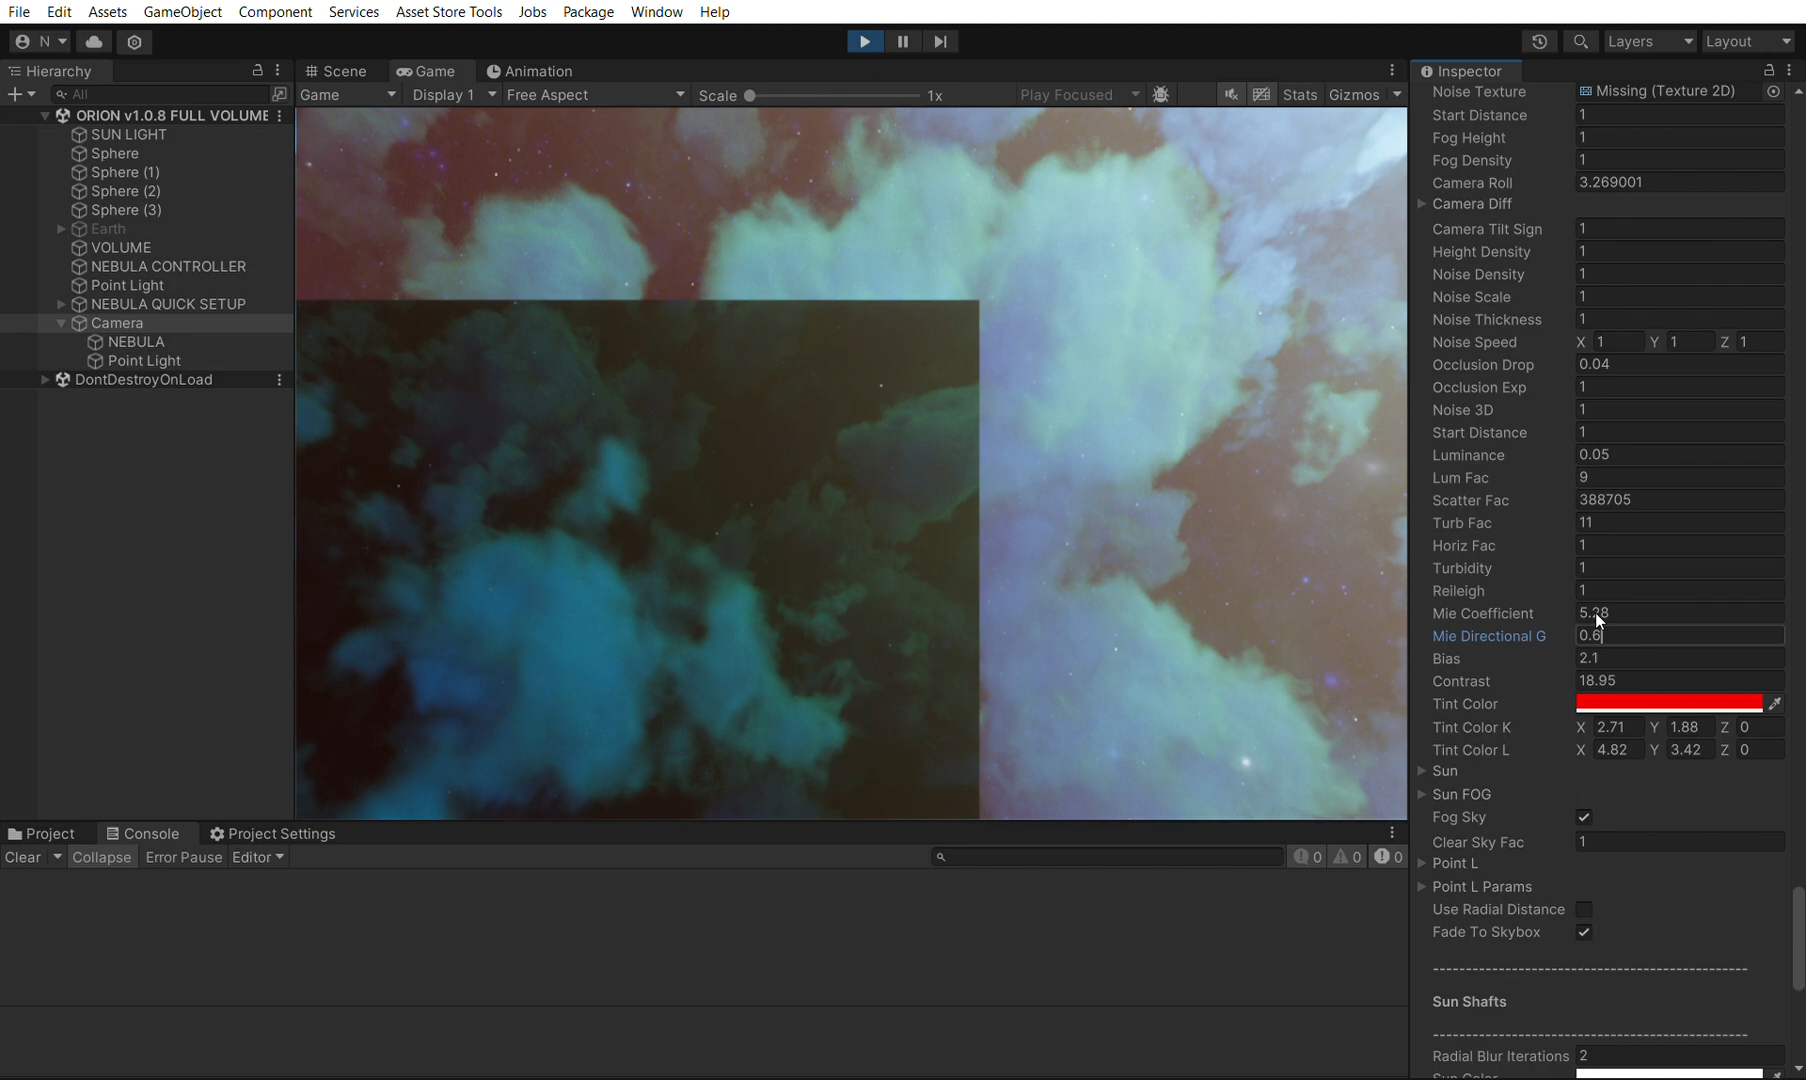 File Edit Assets GameObject Component Services Asset Store Tools Jobs Package Window Help
N Layers Layout
Hierarchy
All
ORION v1.0.8 FULL VOLUME
SUN LIGHT
Sphere
Sphere (1)
Sphere (2)
Sphere (3)
Earth
VOLUME
NEBULA CONTROLLER
Point Light
NEBULA QUICK SETUP
Camera
NEBULA
Point Light
DontDestroyOnLoad
Scene Game Animation
Game Display 1 Free Aspect Scale 1x Play Focused Stats Gizmos
Inspector
Noise Texture Missing (Texture 2D)
Start Distance 1
Fog Height 1
Fog Density 1
Camera Roll 3.269001
Camera Diff
Camera Tilt Sign 1
Height Density 1
Noise Density 1
Noise Scale 1
Noise Thickness 1
Noise Speed X 1 Y 1 Z 1
Occlusion Drop 0.04
Occlusion Exp 1
Noise 3D 1
Start Distance 1
Luminance 0.05
Lum Fac 9
Scatter Fac 388705
Turb Fac 11
Horiz Fac 1
Turbidity 1
Reileigh 1
Mie Coefficient 5.28
Mie Directional G 0.6
Bias 2.1
Contrast 18.95
Tint Color
Tint Color K X 2.71 Y 1.88 Z 0
Tint Color L X 4.82 Y 3.42 Z 0
Sun
Sun FOG
Fog Sky
Clear Sky Fac 1
Point L
Point L Params
Use Radial Distance
Fade To Skybox
------------------------------------------------
Sun Shafts
------------------------------------------------
Radial Blur Iterations 2
Sun Color
Project Console Project Settings
Clear Collapse Error Pause Editor 0 0 0